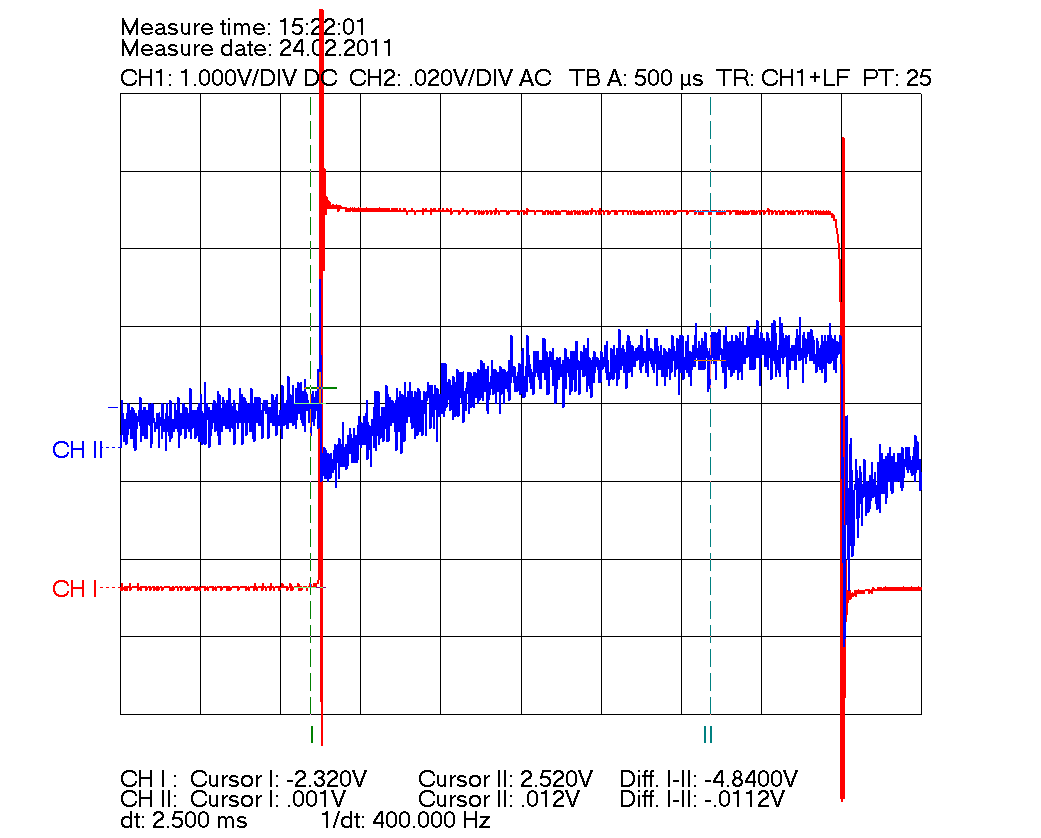 Measure time: 15:22:01
Measure date: 24.02.2011
CH1: 1.000V/DIV DC CH2: .020V/DIV AC TB A: 500 µs TR: CH1+LF PT: 25
CH II
CH I
I II
CH I : Cursor I: -2.320V Cursor II: 2.520V Diff. I-II: -4.8400V
CH II: Cursor I: .001V Cursor II: .012V Diff. I-II: -.0112V
dt: 2.500 ms 1/dt: 400.000 Hz